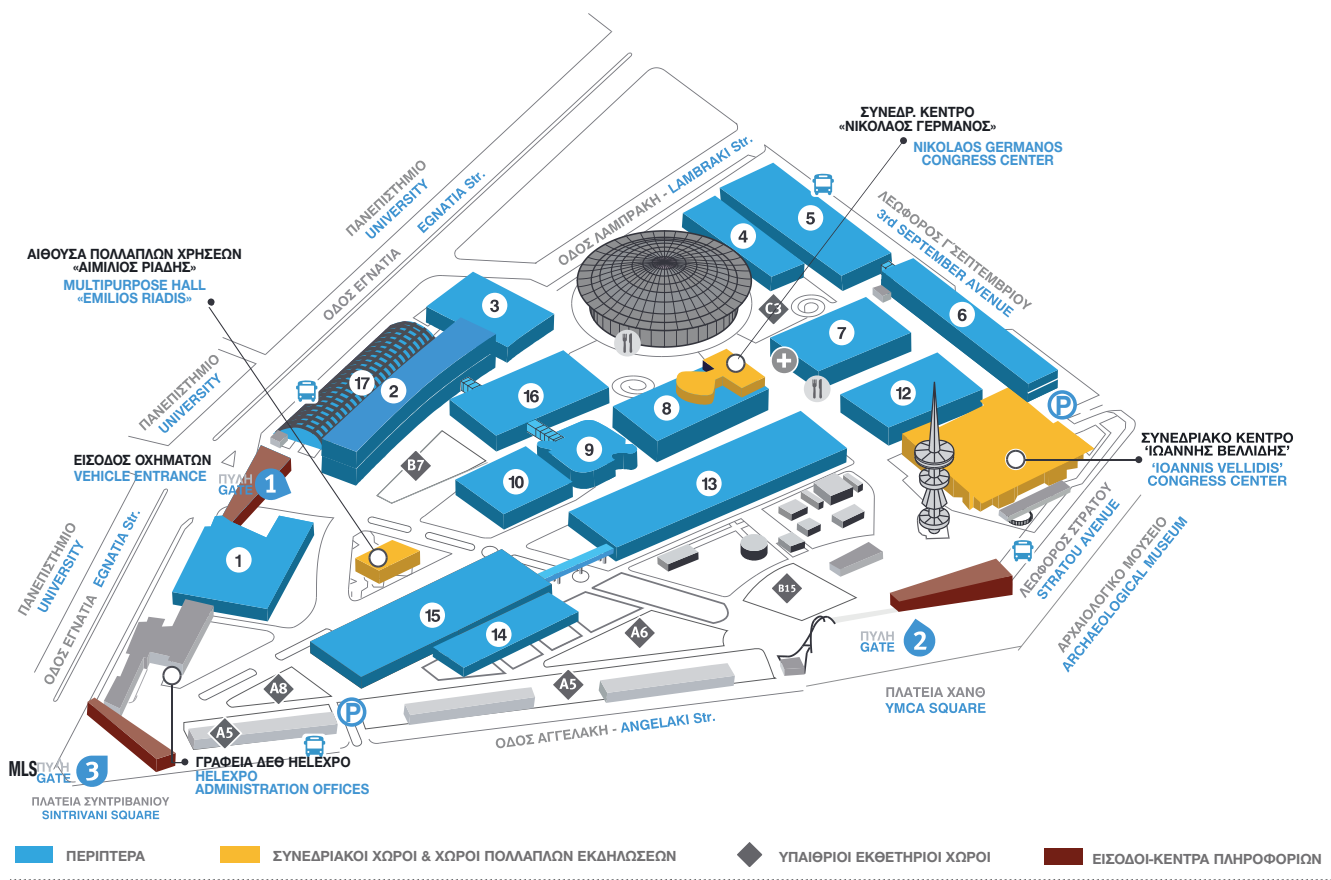 ΣΥΝΕΔΡ. ΚΕΝΤΡΟ
«ΝΙΚΟΛΑΟΣ ΓΕΡΜΑΝΟΣ»
NIKOLAOS GERMANOS
CONGRESS CENTER
ΠΑΝΕΠΙΣΤΗΜΙΟ
UNIVERSITY
ΟΔΟΣ ΕΓΝΑΤΙΑ EGNATIA Str.
ΟΔΟΣ ΛΑΜΠΡΑΚΗ - LAMBRAKI Str.
ΛΕΩΦΟΡΟΣ Γ'ΣΕΠΤΕΜΒΡΙΟΥ
3rd SEPTEMBER AVENUE
ΑΙΘΟΥΣΑ ΠΟΛΛΑΠΛΩΝ ΧΡΗΣΕΩΝ
«ΑΙΜΙΛΙΟΣ ΡΙΑΔΗΣ»
MULTIPURPOSE HALL
«EMILIOS RIADIS»
5
4
3
6
7
C3
17
2
16
8
12
P
ΠΑΝΕΠΙΣΤΗΜΙΟ
UNIVERSITY
ΕΙΣΟΔΟΣ ΟΧΗΜΑΤΩΝ
VEHICLE ENTRANCE
ΠΥΛΗ
GATE 1
B7
9
10
13
ΣΥΝΕΔΡΙΑΚΟ ΚΕΝΤΡΟ
'ΙΩΑΝΝΗΣ ΒΕΛΛΙΔΗΣ'
'IOANNIS VELLIDIS'
CONGRESS CENTER
ΛΕΩΦΟΡΟΣ ΣΤΡΑΤΟΥ
STRATOU AVENUE
ΑΡΧΑΙΟΛΟΓΙΚΟ ΜΟΥΣΕΙΟ
ARCHAEOLOGICAL MUSEUM
ΠΑΝΕΠΙΣΤΗΜΙΟ
UNIVERSITY
ΟΔΟΣ ΕΓΝΑΤΙΑ EGNATIA Str.
1
15
14
B15
A6
A5
A8
A5
P
ΠΥΛΗ
GATE 2
ΠΛΑΤΕΙΑ ΧΑΝΘ
YMCA SQUARE
ΟΔΟΣ ΑΓΓΕΛΑΚΗ - ANGELAKI Str.
ΓΡΑΦΕΙΑ ΔΕΘ HELEXPO
HELEXPO
ADMINISTRATION OFFICES
MLS
ΠΥΛΗ
GATE 3
ΠΛΑΤΕΙΑ ΣΥΝΤΡΙΒΑΝΙΟΥ
SINTRIVANI SQUARE
ΠΕΡΙΠΤΕΡΑ
ΣΥΝΕΔΡΙΑΚΟΙ ΧΩΡΟΙ & ΧΩΡΟΙ ΠΟΛΛΑΠΛΩΝ ΕΚΔΗΛΩΣΕΩΝ
ΥΠΑΙΘΡΙΟΙ ΕΚΘΕΤΗΡΙΟΙ ΧΩΡΟΙ
ΕΙΣΟΔΟΙ-ΚΕΝΤΡΑ ΠΛΗΡΟΦΟΡΙΩΝ